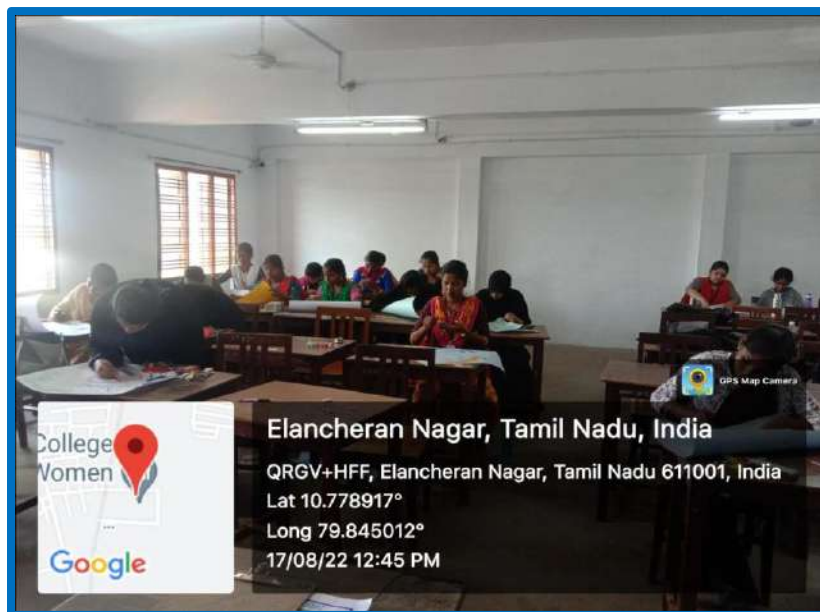 GPS Map Camera
College
Women
Google
Elancheran Nagar, Tamil Nadu, India
QRGV+HFF, Elancheran Nagar, Tamil Nadu 611001, India
Lat 10.778917°
Long 79.845012°
17/08/22 12:45 PM